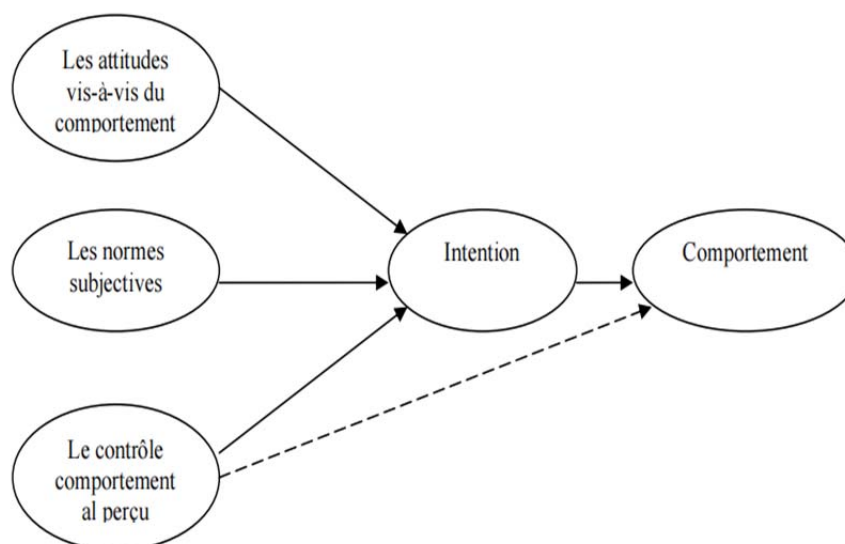 Les attitudes
vis-à-vis du
comportement
Les normes
subjectives
Intention
Comportement
Le contrôle
comportement
al perçu